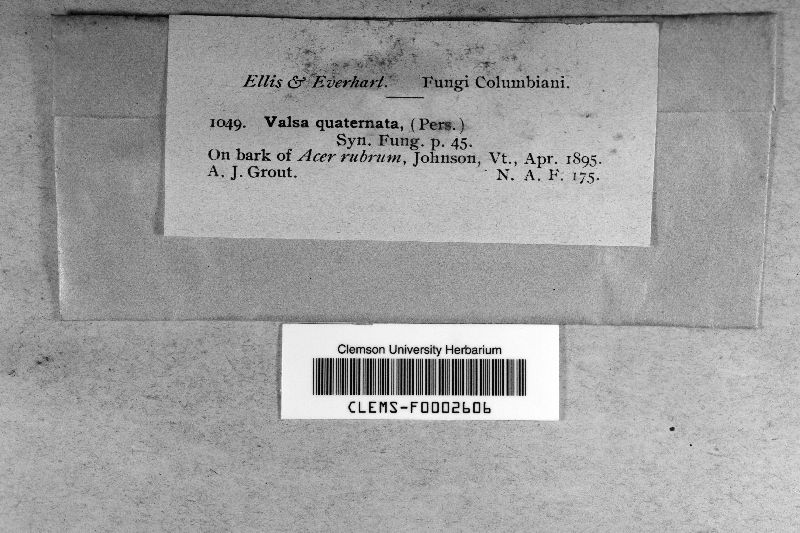 Ellis & Everhart. Fungi Columbiani.
1049. Valsa quaternata, (Pers.)
Syn. Fung. p. 45.
On bark of Acer rubrum, Johnson, Vt., Apr. 1895.
A. J. Grout. N. A. F. 175.
Clemson University Herbarium
CLEMS-F0002606